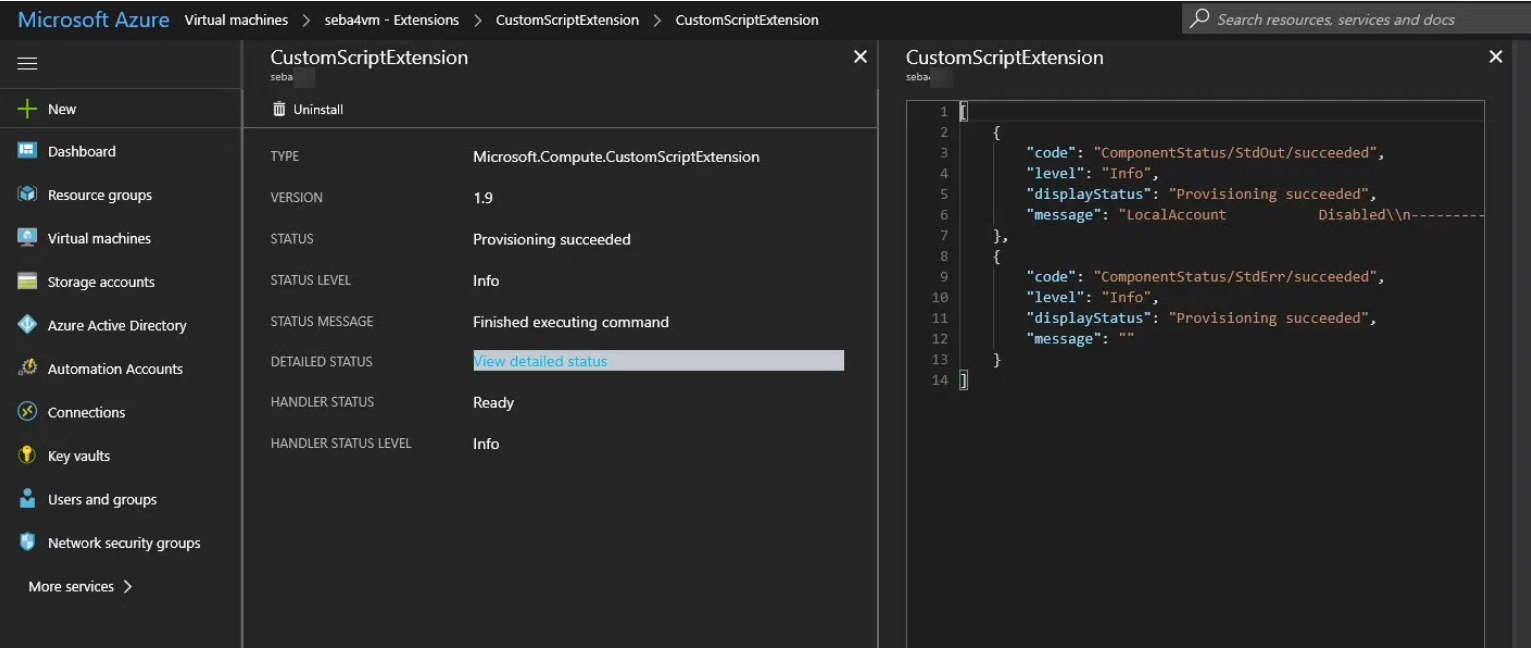 Microsoft Azure Virtual machines > seba4vm - Extensions > CustomScriptExtension > CustomScriptExtension
Search resources, services and docs
New
Dashboard
Resource groups
Virtual machines
Storage accounts
Azure Active Directory
Automation Accounts
Connections
Key vaults
Users and groups
Network security groups
More services >
CustomScriptExtension
seba
Uninstall
TYPE Microsoft.Compute.CustomScriptExtension
VERSION 1.9
STATUS Provisioning succeeded
STATUS LEVEL Info
STATUS MESSAGE Finished executing command
DETAILED STATUS View detailed status
HANDLER STATUS Ready
HANDLER STATUS LEVEL Info
CustomScriptExtension
seba
1 [
2 {
3 "code": "ComponentStatus/StdOut/succeeded",
4 "level": "Info",
5 "displayStatus": "Provisioning succeeded",
6 "message": "LocalAccount Disabled\\n---------
7 },
8 {
9 "code": "ComponentStatus/StdErr/succeeded",
10 "level": "Info",
11 "displayStatus": "Provisioning succeeded",
12 "message": ""
13 }
14 ]